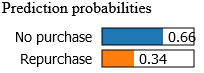 Prediction probabilities
No purchase 0.66
Repurchase 0.34